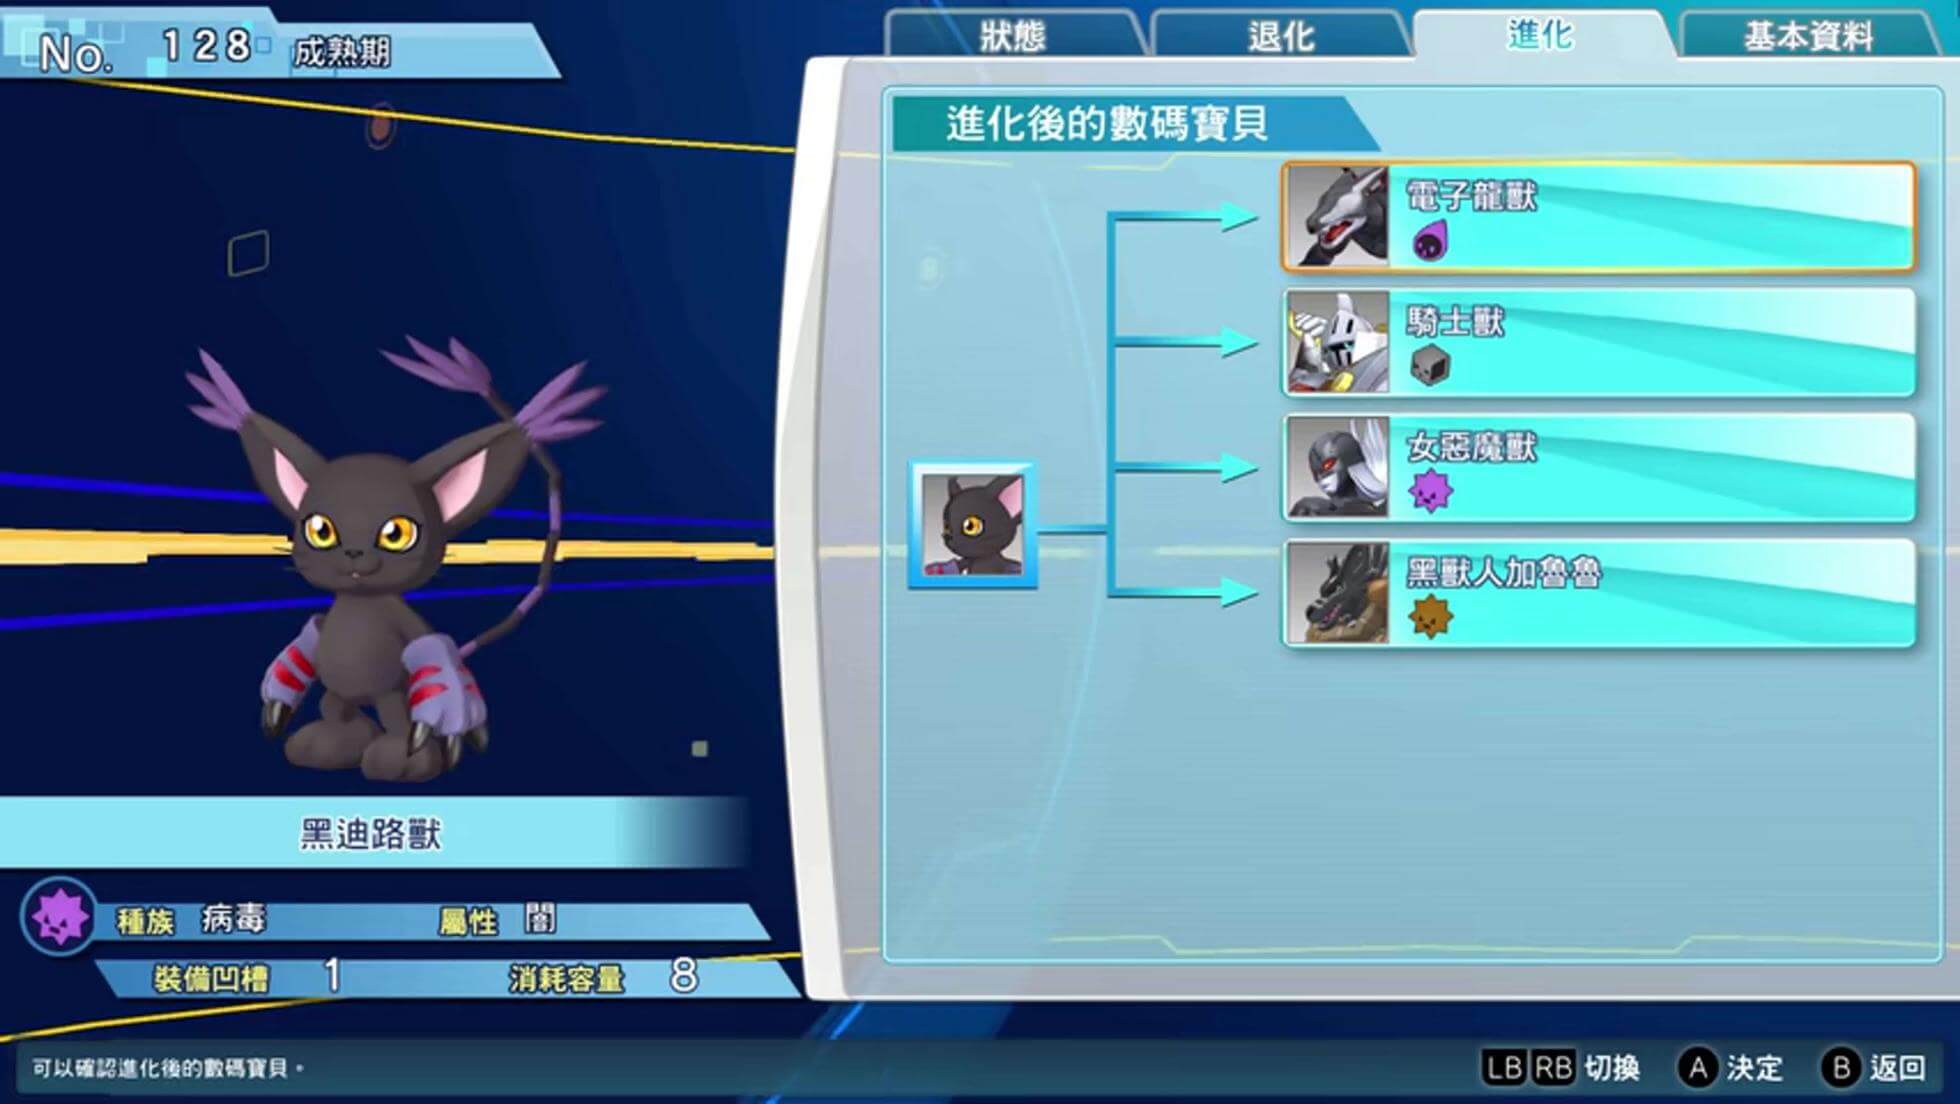 No. 128 成熟期
狀態 退化 進化 基本資料
進化後的數碼寶貝
電子龍獸
騎士獸
女惡魔獸
黑獸人加魯魯
黑迪路獸
種族 病毒 屬性 闇
裝備凹槽 1 消耗容量 8
可以確認進化後的數碼寶貝。
LB RB 切換 A 決定 B 返回